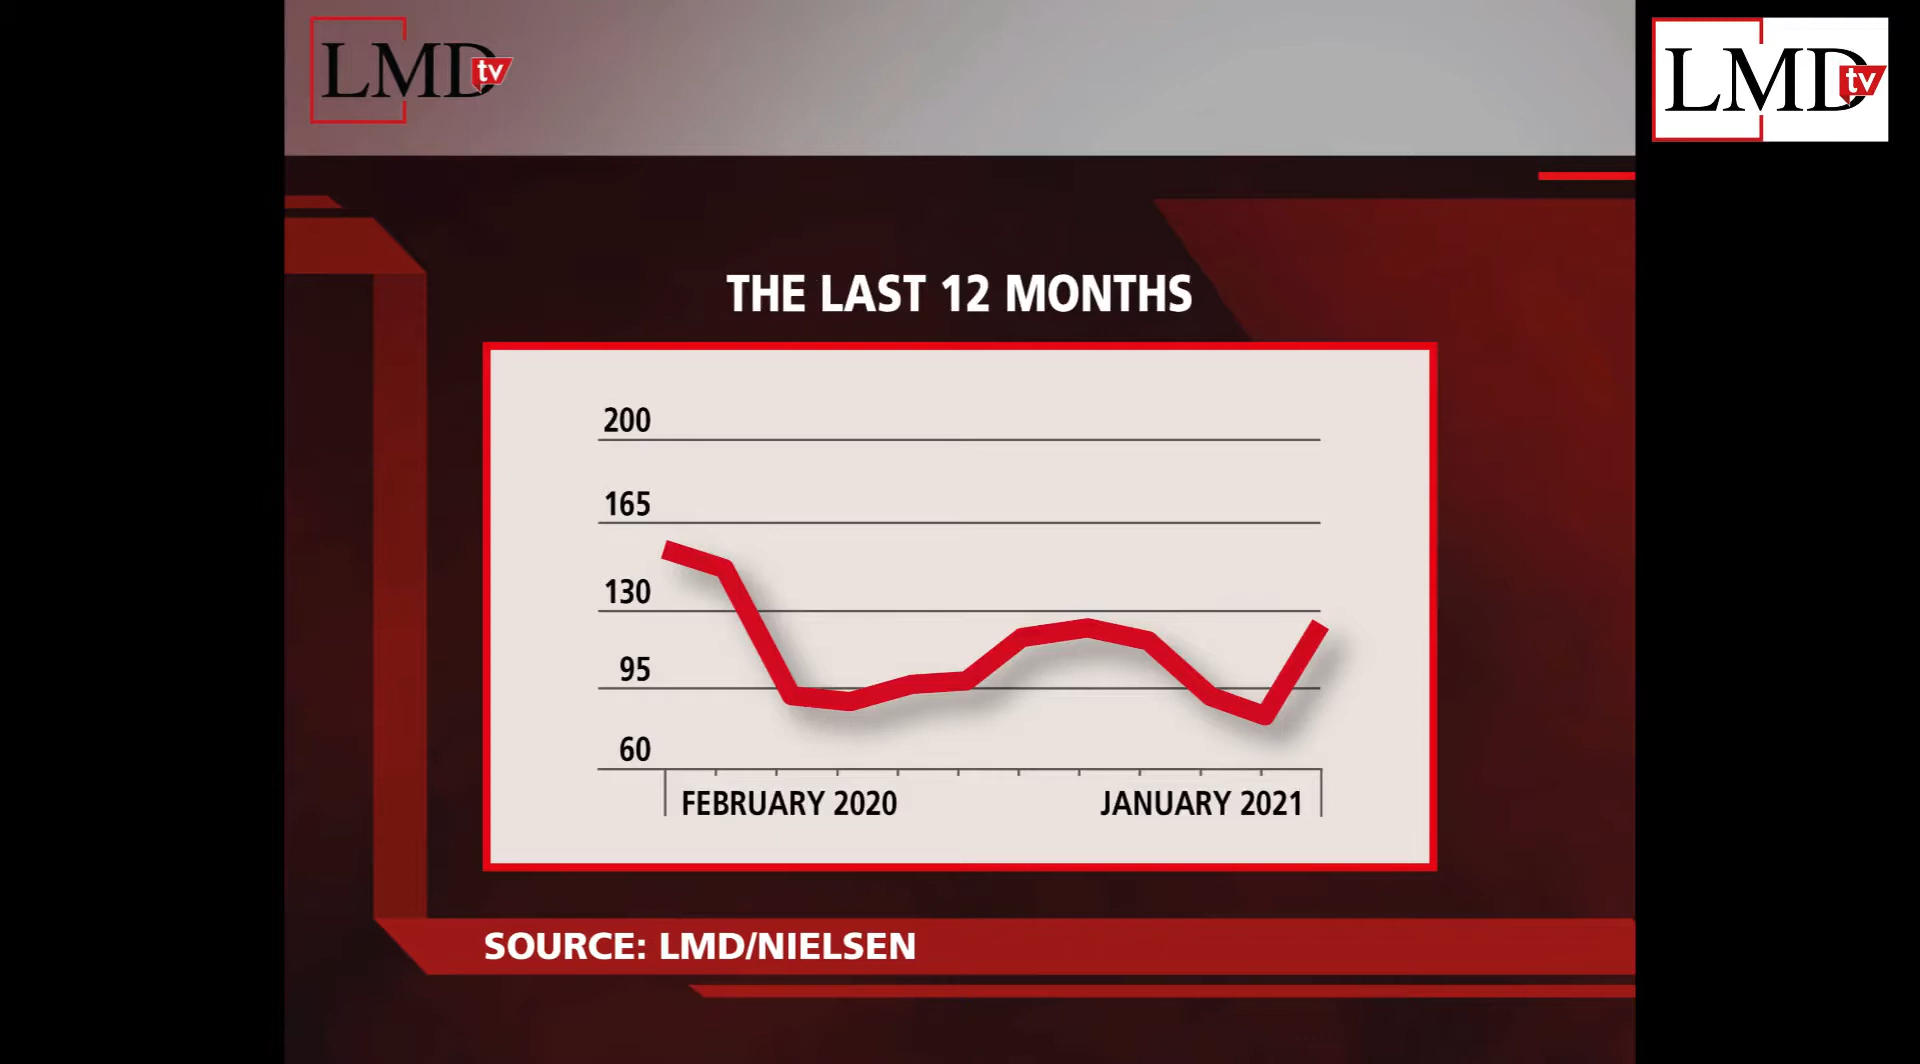 LMD tv
LMD tv
THE LAST 12 MONTHS
200
165
130
95
60
FEBRUARY 2020
JANUARY 2021
SOURCE: LMD/NIELSEN